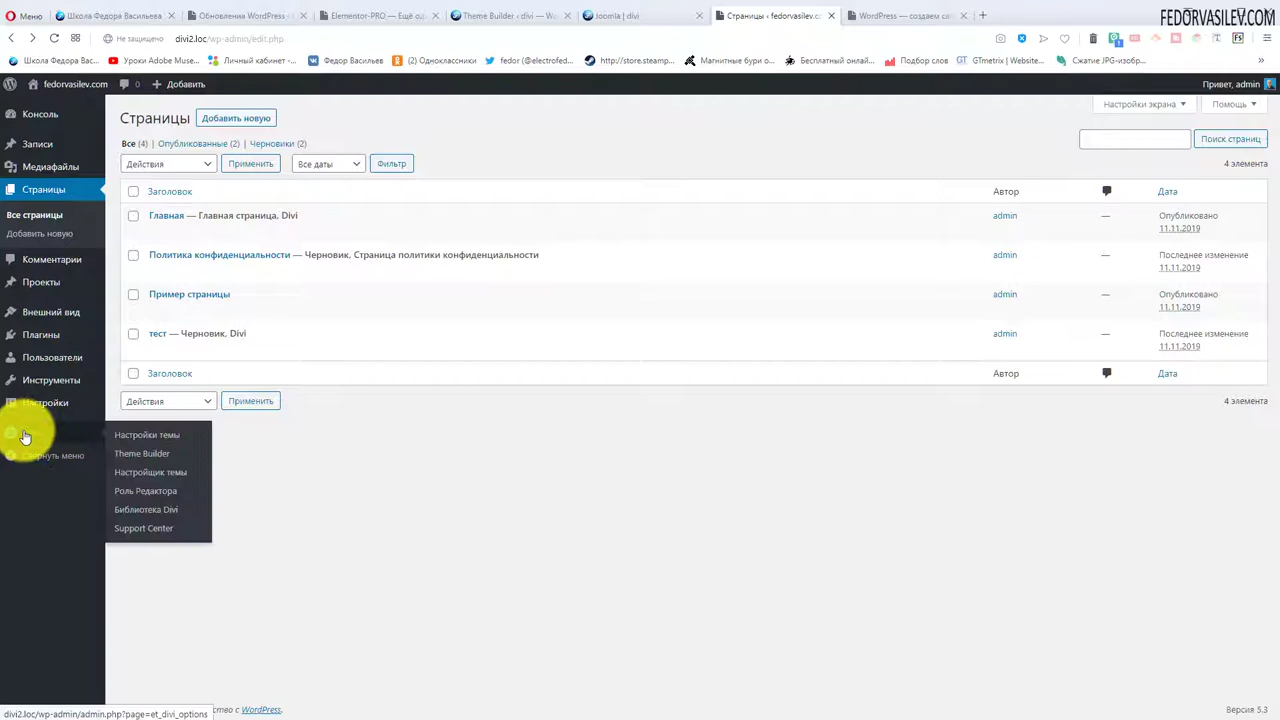 FEDORVASILEV.COM
Меню
Школа Федора Васильева
Обновления WordPress
Elementor-PRO — Ещё од
Theme Builder ‹ divi — Wo
Joomla | divi
Страницы ‹ fedorvasilev.co
WordPress — создаем са
Не защищено
divi2.loc/wp-admin/edit.php
Школа Федора Вас...
Уроки Adobe Muse...
Личный кабинет -...
Федор Васильев
(2) Одноклассники
fedor (@electrofed...
http://store.steamp...
Магнитные бури о...
Бесплатный онлай...
Подбор слов
GTmetrix | Website...
Сжатие JPG-изобр...
fedorvasilev.com
0
Добавить
Привет, admin
Консоль
Записи
Медиафайлы
Страницы
Все страницы
Добавить новую
Комментарии
Проекты
Внешний вид
Плагины
Пользователи
Инструменты
Настройки
Свернуть меню
Настройки темы
Theme Builder
Настройщик темы
Роль Редактора
Библиотека Divi
Support Center
Страницы
Добавить новую
Настройки экрана
Помощь
Все (4) | Опубликованные (2) | Черновики (2)
Поиск страниц
Действия
Применить
Все даты
Фильтр
4 элемента
Заголовок
Автор
Дата
Главная — Главная страница, Divi
admin
—
Опубликовано
11.11.2019
Политика конфиденциальности — Черновик, Страница политики конфиденциальности
admin
—
Последнее изменение
11.11.2019
Пример страницы
admin
—
Опубликовано
11.11.2019
тест — Черновик, Divi
admin
—
Последнее изменение
11.11.2019
Заголовок
Автор
Дата
Действия
Применить
4 элемента
divi2.loc/wp-admin/admin.php?page=et_divi_options
с WordPress.
Версия 5.3